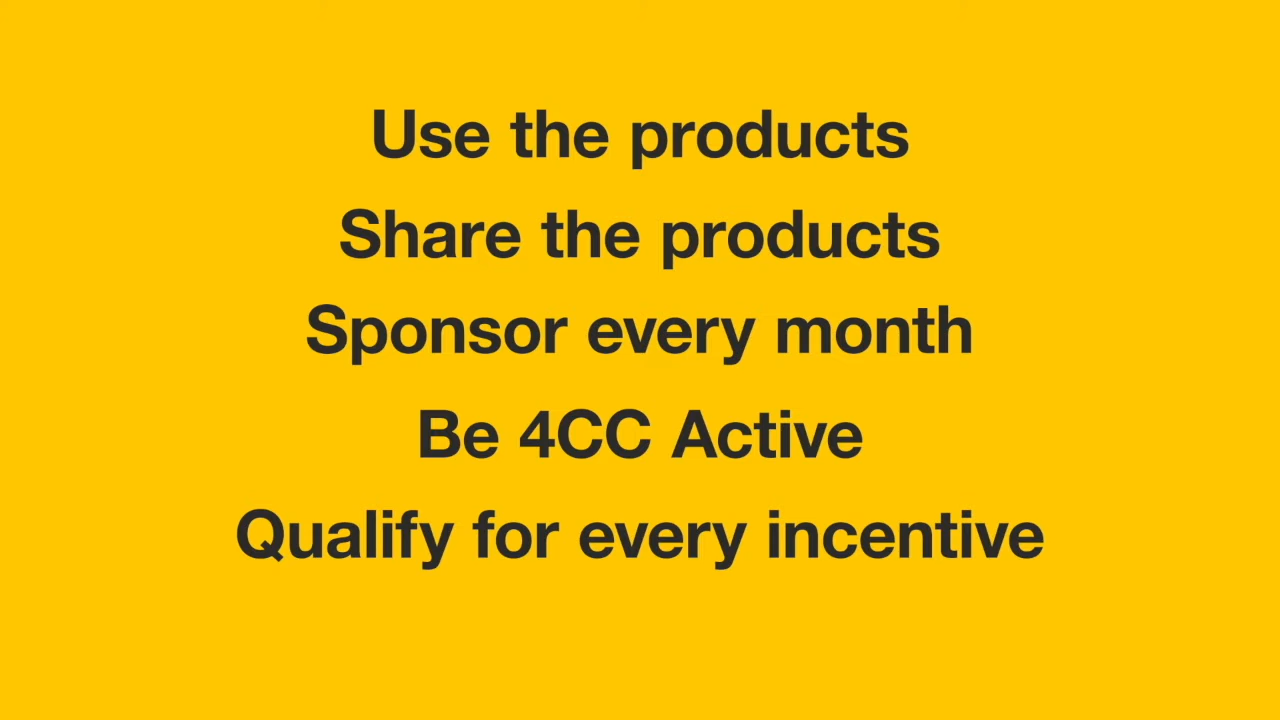 Use the products
Share the products
Sponsor every month
Be 4CC Active
Qualify for every incentive